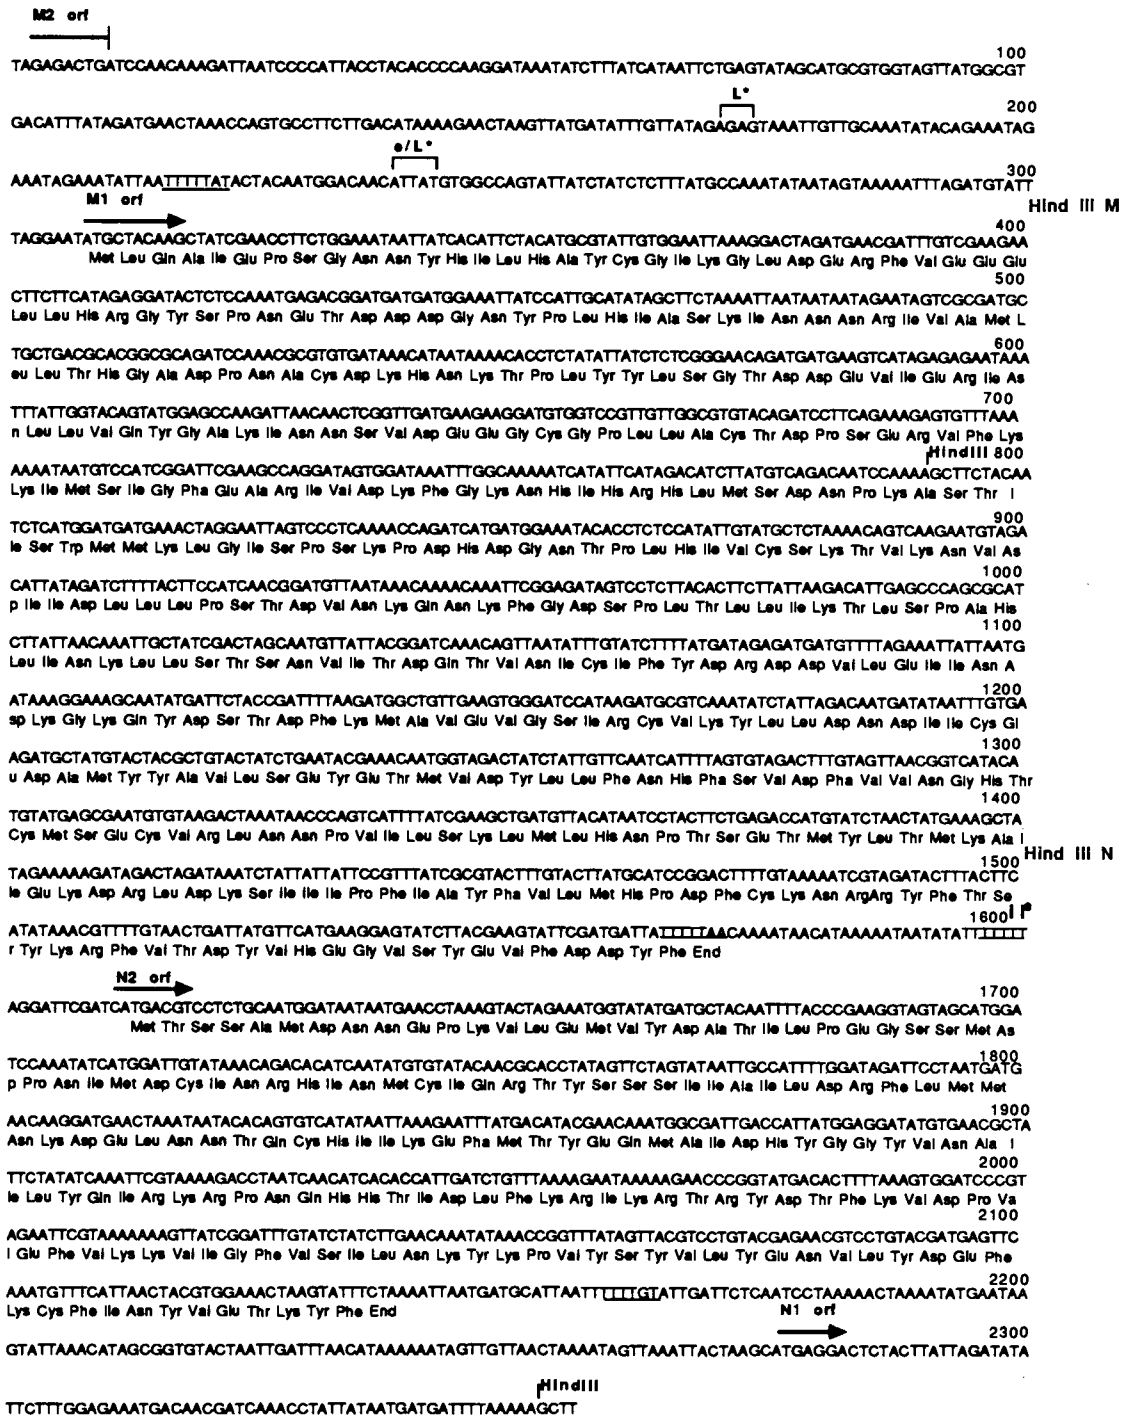 M2 orf
100
TAGAGACTGATCCAACAAAGATTAATCCCCATTACCTACACCCCAAGGATAAATATCTTTATCATAATTCTGAGTATAGCATGCGTGGTAGTTATGGCGT
L*
200
GACATTTATAGATGAACTAAACCAGTGCCTTCTTGACATAAAAGAACTAAGTTATGATATTTGTTATAGAGAGTAAATTGTTGCAAATATACAGAAATAG
e/L*
300
AAATAGAAATATTAATTTTTATACTACAATGGACAACATTATGTGGCCAGTATTATCTATCTCTTTATGCCAAATATAATAGTAAAAATTTAGATGTATT
Hind III M
M1 orf
400
TAGGAATATGCTACAAGCTATCGAACCTTCTGGAAATAATTATCACATTCTACATGCGTATTGTGGAATTAAAGGACTAGATGAACGATTTGTCGAAGAA
Met Leu Gln Ala Ile Glu Pro Ser Gly Asn Asn Tyr His Ile Leu His Ala Tyr Cys Gly Ile Lys Gly Leu Asp Glu Arg Phe Val Glu Glu Glu
500
CTTCTTCATAGAGGATACTCTCCAAATGAGACGGATGATGATGGAAATTATCCATTGCATATAGCTTCTAAAATTAATAATAATAGAATAGTCGCGATGC
Leu Leu His Arg Gly Tyr Ser Pro Asn Glu Thr Asp Asp Asp Gly Asn Tyr Pro Leu His Ile Ala Ser Lys Ile Asn Asn Asn Arg Ile Val Ala Met L
600
TGCTGACGCACGGCGCAGATCCAAACGCGTGTGATAAACATAATAAAACACCTCTATATTATCTCTCGGGAACAGATGATGAAGTCATAGAGAGAATAAA
eu Leu Thr His Gly Ala Asp Pro Asn Ala Cys Asp Lys His Asn Lys Thr Pro Leu Tyr Tyr Leu Ser Gly Thr Asp Asp Glu Val Ile Glu Arg Ile As
700
TTTATTGGTACAGTATGGAGCCAAGATTAACAACTCGGTTGATGAAGAAGGATGTGGTCCGTTGTTGGCGTGTACAGATCCTTCAGAAAGAGTGTTTAAA
n Leu Leu Val Gln Tyr Gly Ala Lys Ile Asn Asn Ser Val Asp Glu Glu Gly Cys Gly Pro Leu Leu Ala Cys Thr Asp Pro Ser Glu Arg Val Phe Lys
HindIII 800
AAAATAATGTCCATCGGATTCGAAGCCAGGATAGTGGATAAATTTGGCAAAAATCATATTCATAGACATCTTATGTCAGACAATCCAAAAGCTTCTACAA
Lys Ile Met Ser Ile Gly Phe Glu Ala Arg Ile Val Asp Lys Phe Gly Lys Asn His Ile His Arg His Leu Met Ser Asp Asn Pro Lys Ala Ser Thr I
TCTCATGGATGATGAAACTAGGAATTAGTCCCTCAAAACCAGATCATGATGGAAATACACCTCTCCATATTGTATGCTCTAAAACAGTCAAGAATGTAGA
900
le Ser Trp Met Met Lys Leu Gly Ile Ser Pro Ser Lys Pro Asp His Asp Gly Asn Thr Pro Leu His Ile Val Cys Ser Lys Thr Val Lys Asn Val As
1000
CATTATAGATCTTTTACTTCCATCAACGGATGTTAATAAACAAAACAAATTCGGAGATAGTCCTCTTACACTTCTTATTAAGACATTGAGCCCAGCGCAT
p Ile Ile Asp Leu Leu Leu Pro Ser Thr Asp Val Asn Lys Gln Asn Lys Phe Gly Asp Ser Pro Leu Thr Leu Leu Ile Lys Thr Leu Ser Pro Ala His
1100
CTTATTAACAAATTGCTATCGACTAGCAATGTTATTACGGATCAAACAGTTAATATTTGTATCTTTTATGATAGAGATGATGTTTTAGAAATTATTAATG
Leu Ile Asn Lys Leu Leu Ser Thr Ser Asn Val Ile Thr Asp Gln Thr Val Asn Ile Cys Ile Phe Tyr Asp Arg Asp Asp Val Leu Glu Ile Ile Asn A
1200
ATAAAGGAAAGCAATATGATTCTACCGATTTTAAGATGGCTGTTGAAGTGGGATCCATAAGATGCGTCAAATATCTATTAGACAATGATATAATTTGTGA
sp Lys Gly Lys Gln Tyr Asp Ser Thr Asp Phe Lys Met Ala Val Glu Val Gly Ser Ile Arg Cys Val Lys Tyr Leu Leu Asp Asn Asp Ile Ile Cys Gl
AGATGCTATGTACTACGCTGTACTATCTGAATACGAAACAATGGTAGACTATCTATTGTTCAATCATTTTAGTGTAGACTTTGTAGTTAACGGTCATACA
1300
u Asp Ala Met Tyr Tyr Ala Val Leu Ser Glu Tyr Glu Thr Met Val Asp Tyr Leu Leu Phe Asn His Phe Ser Val Asp Phe Val Val Asn Gly His Thr
1400
TGTATGAGCGAATGTGTAAGACTAAATAACCCAGTCATTTTATCGAAGCTGATGTTACATAATCCTACTTCTGAGACCATGTATCTAACTATGAAAGCTA
Cys Met Ser Glu Cys Val Arg Leu Asn Asn Pro Val Ile Leu Ser Lys Leu Met Leu His Asn Pro Thr Ser Glu Thr Met Tyr Leu Thr Met Lys Ala I
Hind III N
1500
TAGAAAAAGATAGACTAGATAAATCTATTATTATTCCGTTTATCGCGTACTTTGTACTTATGCATCCGGACTTTTGTAAAAATCGTAGATACTTTACTTC
le Glu Lys Asp Arg Leu Asp Lys Ser Ile Ile Ile Pro Phe Ile Ala Tyr Phe Val Leu Met His Pro Asp Phe Cys Lys Asn ArgArg Tyr Phe Thr Se
1600
ATATAAACGTTTTGTAACTGATTATGTTCATGAAGGAGTATCTTACGAAGTATTCGATGATTATTTTTAACAAAATAACATAAAAATAATATATTTTTTT
r Tyr Lys Arg Phe Val Thr Asp Tyr Val His Glu Gly Val Ser Tyr Glu Val Phe Asp Asp Tyr Phe End
N2 orf
1700
AGGATTCGATCATGACGTCCTCTGCAATGGATAATAATGAACCTAAAGTACTAGAAATGGTATATGATGCTACAATTTTACCCGAAGGTAGTAGCATGGA
Met Thr Ser Ser Ala Met Asp Asn Asn Glu Pro Lys Val Leu Glu Met Val Tyr Asp Ala Thr Ile Leu Pro Glu Gly Ser Ser Met As
1800
TCCAAATATCATGGATTGTATAAACAGACACATCAATATGTGTATACAACGCACCTATAGTTCTAGTATAATTGCCATTTTGGATAGATTCCTAATGATG
p Pro Asn Ile Met Asp Cys Ile Asn Arg His Ile Asn Met Cys Ile Gln Arg Thr Tyr Ser Ser Ser Ile Ile Ala Ile Leu Asp Arg Phe Leu Met Met
1900
AACAAGGATGAACTAAATAATACACAGTGTCATATAATTAAAGAATTTATGACATACGAACAAATGGCGATTGACCATTATGGAGGATATGTGAACGCTA
Asn Lys Asp Glu Leu Asn Asn Thr Gln Cys His Ile Ile Lys Glu Phe Met Thr Tyr Glu Gln Met Ala Ile Asp His Tyr Gly Gly Tyr Val Asn Ala I
2000
TTCTATATCAAATTCGTAAAAGACCTAATCAACATCACACCATTGATCTGTTTAAAAGAATAAAAAGAACCCGGTATGACACTTTTAAAGTGGATCCCGT
le Leu Tyr Gln Ile Arg Lys Arg Pro Asn Gln His His Thr Ile Asp Leu Phe Lys Arg Ile Lys Arg Thr Arg Tyr Asp Thr Phe Lys Val Asp Pro Va
2100
AGAATTCGTAAAAAAAGTTATCGGATTTGTATCTATCTTGAACAAATATAAACCGGTTTATAGTTACGTCCTGTACGAGAACGTCCTGTACGATGAGTTC
l Glu Phe Val Lys Lys Val Ile Gly Phe Val Ser Ile Leu Asn Lys Tyr Lys Pro Val Tyr Ser Tyr Val Leu Tyr Glu Asn Val Leu Tyr Asp Glu Phe
2200
AAATGTTTCATTAACTACGTGGAAACTAAGTATTTCTAAAATTAATGATGCATTAATTTTTTGTATTGATTCTCAATCCTAAAAACTAAAATATGAATAA
Lys Cys Phe Ile Asn Tyr Val Glu Thr Lys Tyr Phe End
N1 orf
2300
GTATTAAACATAGCGGTGTACTAATTGATTTAACATAAAAAATAGTTGTTAACTAAAATAGTTAAATTACTAAGCATGAGGACTCTACTTATTAGATATA
HindIII
TTCTTTGGAGAAATGACAACGATCAAACCTATTATAATGATGATTTTAAAAAGCTT